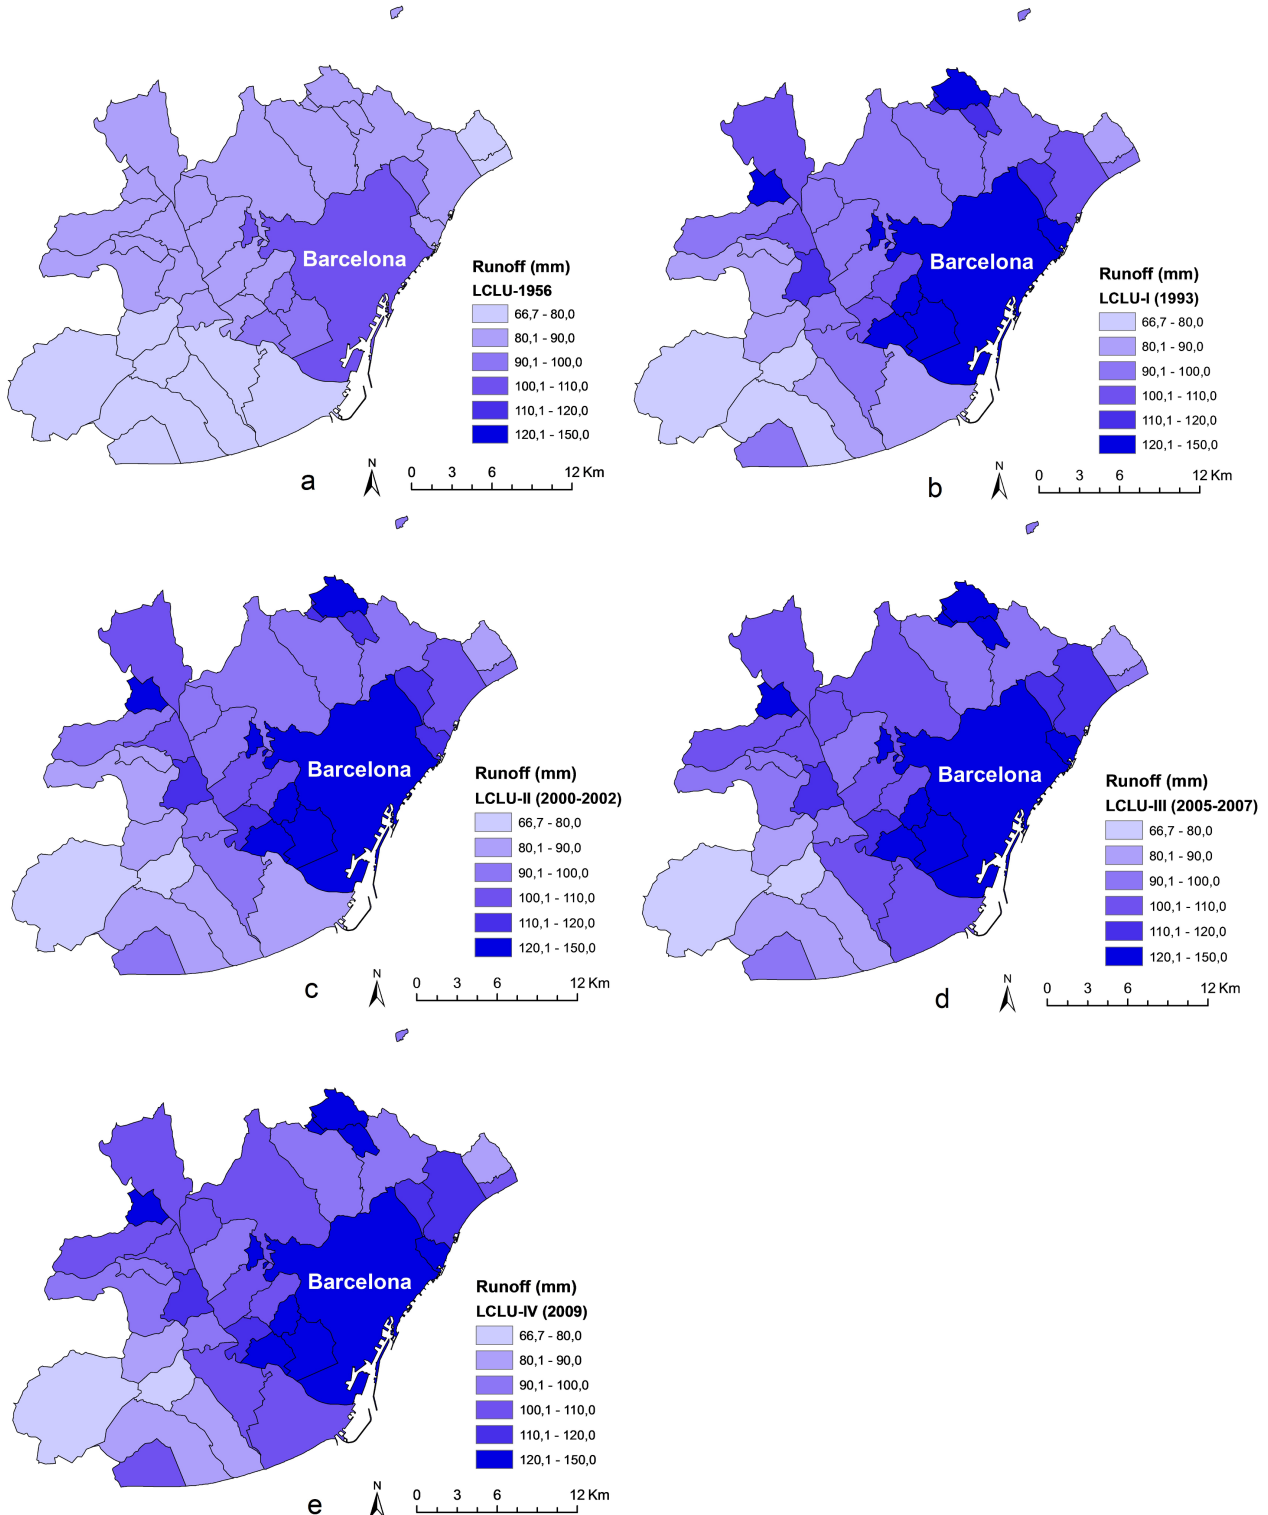 Barcelona
Runoff (mm)
LCLU-1956
66,7 - 80,0
80,1 - 90,0
90,1 - 100,0
100,1 - 110,0
110,1 - 120,0
120,1 - 150,0
a
N
0 3 6 12 Km
Barcelona
Runoff (mm)
LCLU-I (1993)
66,7 - 80,0
80,1 - 90,0
90,1 - 100,0
100,1 - 110,0
110,1 - 120,0
120,1 - 150,0
b
N
0 3 6 12 Km
Barcelona
Runoff (mm)
LCLU-II (2000-2002)
66,7 - 80,0
80,1 - 90,0
90,1 - 100,0
100,1 - 110,0
110,1 - 120,0
120,1 - 150,0
c
N
0 3 6 12 Km
Barcelona
Runoff (mm)
LCLU-III (2005-2007)
66,7 - 80,0
80,1 - 90,0
90,1 - 100,0
100,1 - 110,0
110,1 - 120,0
120,1 - 150,0
d
N
0 3 6 12 Km
Barcelona
Runoff (mm)
LCLU-IV (2009)
66,7 - 80,0
80,1 - 90,0
90,1 - 100,0
100,1 - 110,0
110,1 - 120,0
120,1 - 150,0
e
N
0 3 6 12 Km